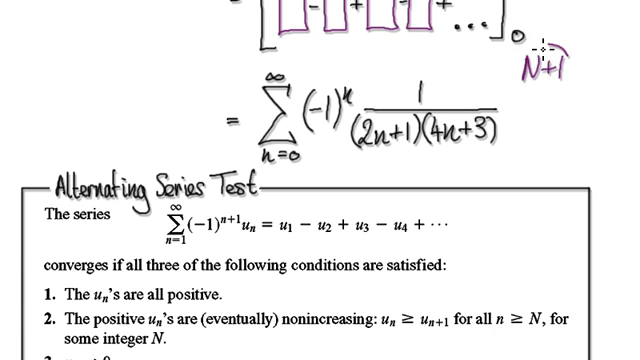 = [ - + - + ... ]₀
N+1
= ∑_{n=0}^{∞} (-1)^n 1/((2n+1)(4n+3))
Alternating Series Test
The series ∑_{n=1}^{∞} (-1)^{n+1} u_n = u_1 − u_2 + u_3 − u_4 + ⋯
converges if all three of the following conditions are satisfied:
1. The u_n's are all positive.
2. The positive u_n's are (eventually) nonincreasing: u_n ≥ u_{n+1} for all n ≥ N, for
some integer N.